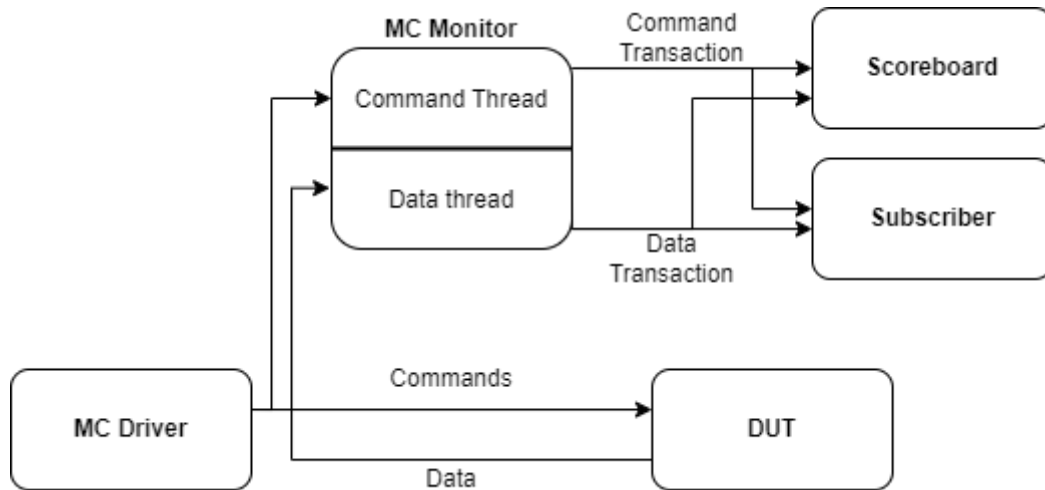 MC Monitor
Command Thread
Data thread
Command
Transaction
Data
Transaction
Scoreboard
Subscriber
MC Driver
Commands
Data
DUT